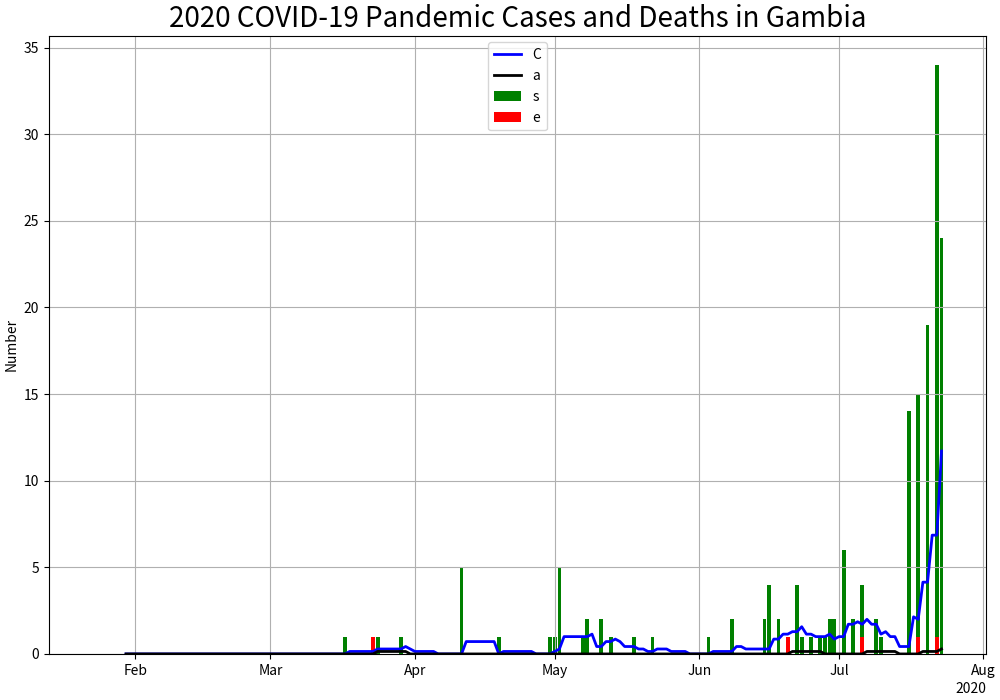 2020 COVID-19 Pandemic Cases and Deaths in Gambia
C
a
s
e
Number
35
30
25
20
15
10
5
0
Feb Mar Apr May Jun Jul Aug
2020